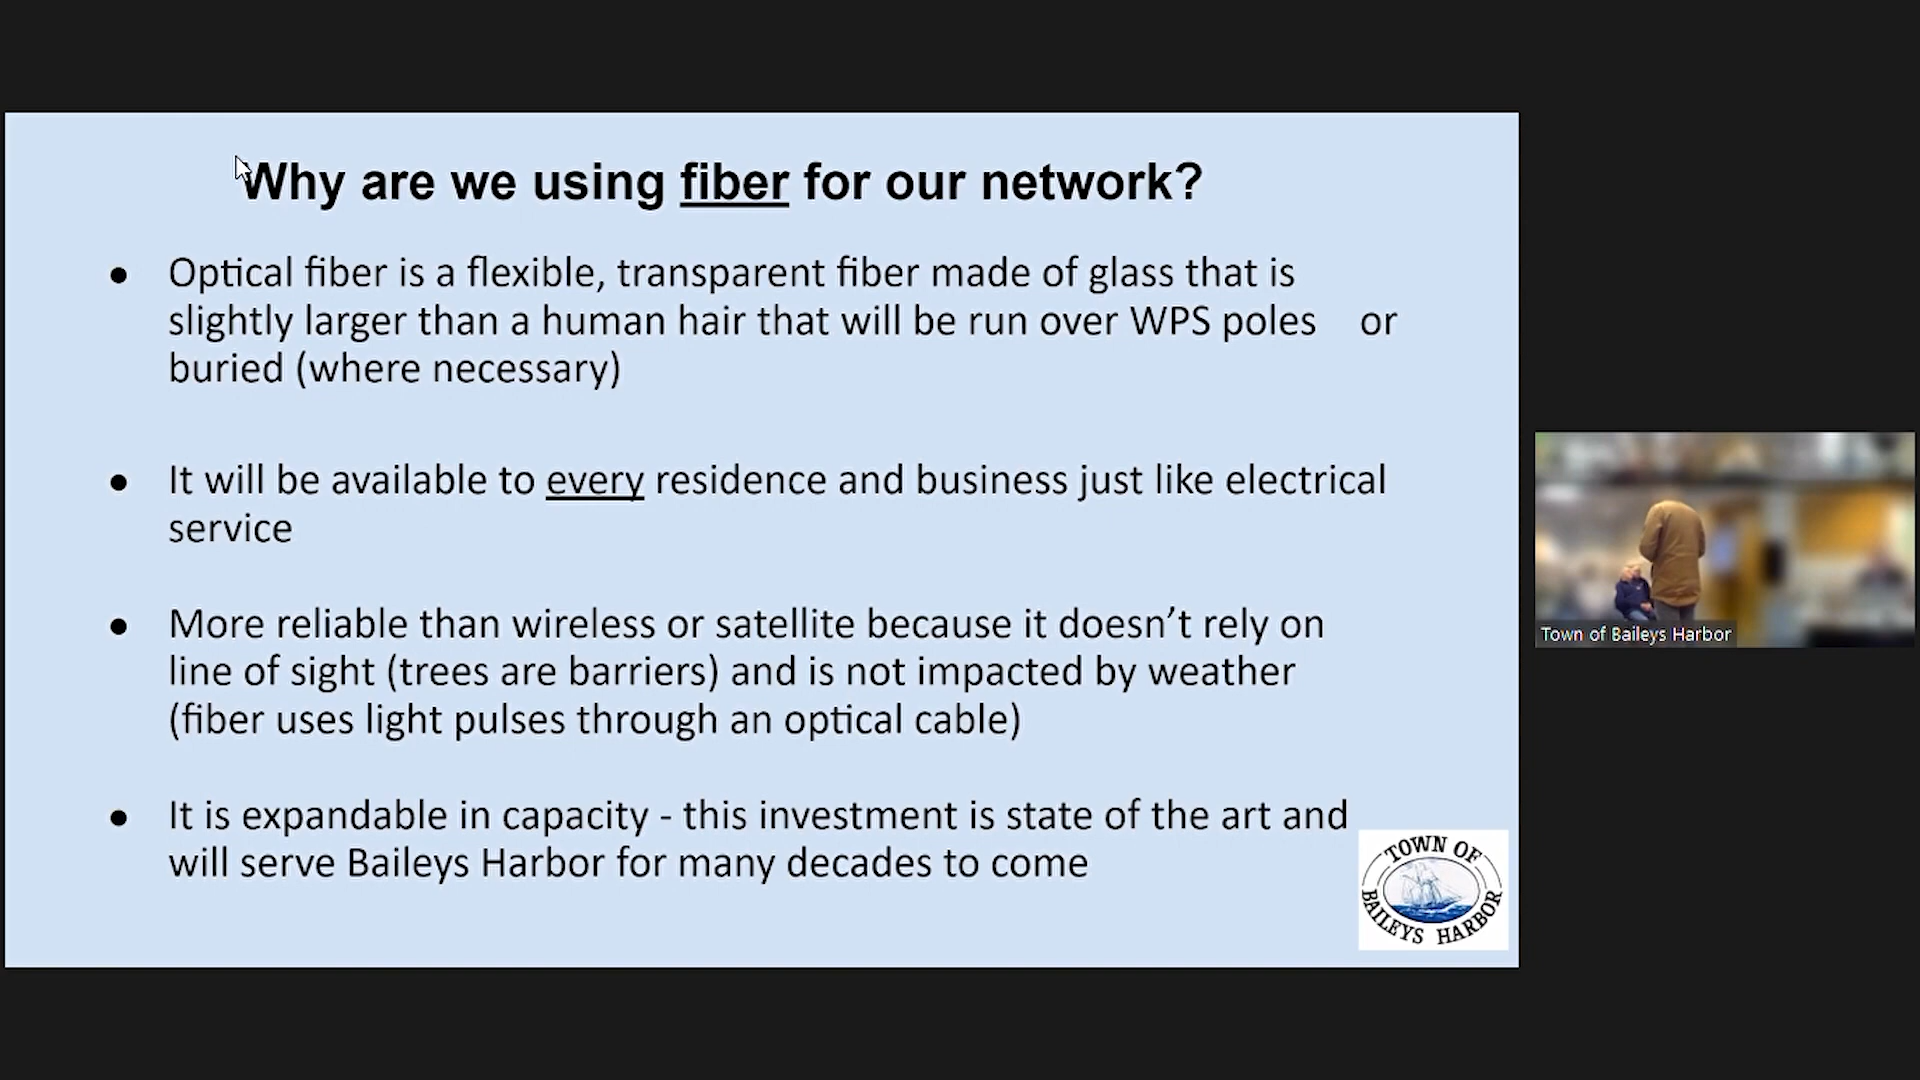 Why are we using fiber for our network?
● Optical fiber is a flexible, transparent fiber made of glass that is
slightly larger than a human hair that will be run over WPS poles or
buried (where necessary)
● It will be available to every residence and business just like electrical
service
● More reliable than wireless or satellite because it doesn’t rely on
line of sight (trees are barriers) and is not impacted by weather
(fiber uses light pulses through an optical cable)
● It is expandable in capacity - this investment is state of the art and
will serve Baileys Harbor for many decades to come
TOWN OF
BAILEYS HARBOR
Town of Baileys Harbor